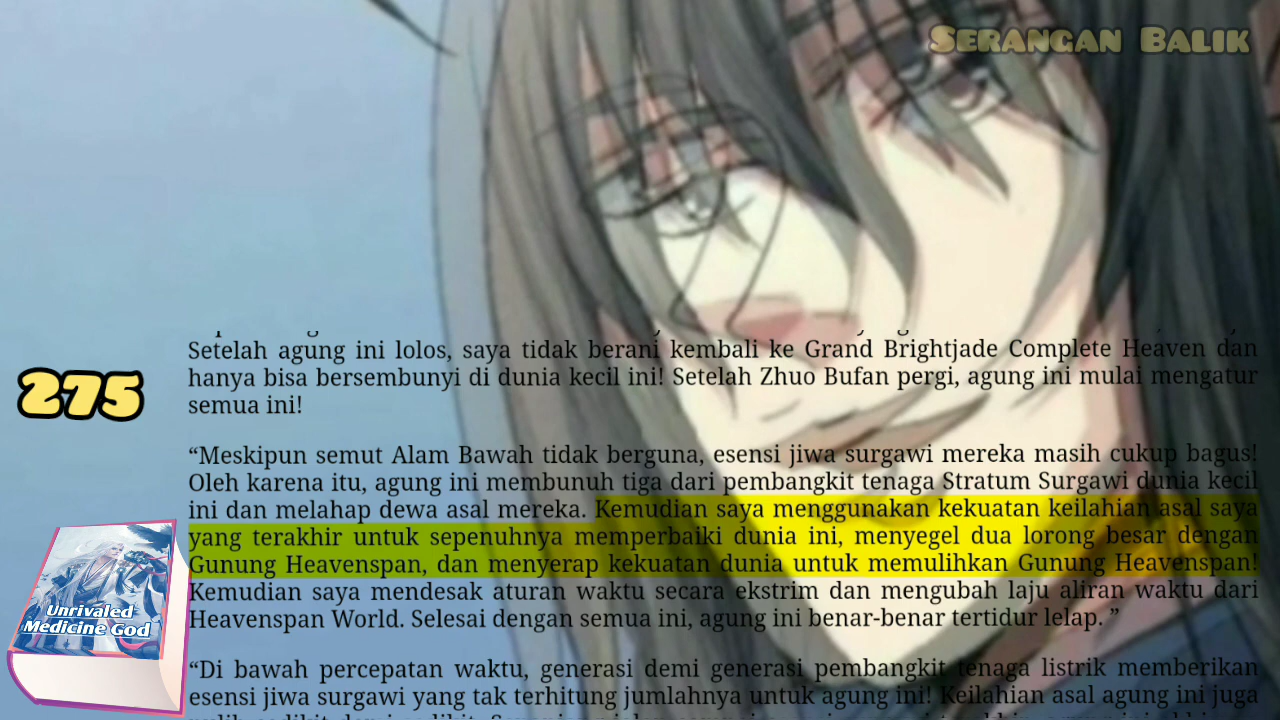 Serangan Balik
Setelah agung ini lolos, saya tidak berani kembali ke Grand Brightjade Complete Heaven dan
hanya bisa bersembunyi di dunia kecil ini! Setelah Zhuo Bufan pergi, agung ini mulai mengatur
semua ini!
275
“Meskipun semut Alam Bawah tidak berguna, esensi jiwa surgawi mereka masih cukup bagus!
Oleh karena itu, agung ini membunuh tiga dari pembangkit tenaga Stratum Surgawi dunia kecil
ini dan melahap dewa asal mereka. Kemudian saya menggunakan kekuatan keilahian asal saya
yang terakhir untuk sepenuhnya memperbaiki dunia ini, menyegel dua lorong besar dengan
Gunung Heavenspan, dan menyerap kekuatan dunia untuk memulihkan Gunung Heavenspan!
Kemudian saya mendesak aturan waktu secara ekstrim dan mengubah laju aliran waktu dari
Heavenspan World. Selesai dengan semua ini, agung ini benar-benar tertidur lelap. ”
Unrivaled
Medicine God
“Di bawah percepatan waktu, generasi demi generasi pembangkit tenaga listrik memberikan
esensi jiwa surgawi yang tak terhitung jumlahnya untuk agung ini! Keilahian asal agung ini juga